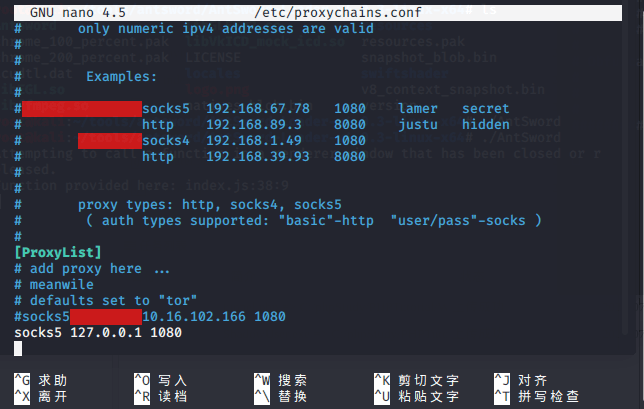 GNU nano 4.5 /etc/proxychains.conf
# only numeric ipv4 addresses are valid
#
#
# Examples:
#
# socks5 192.168.67.78 1080 lamer secret
# http 192.168.89.3 8080 justu hidden
# socks4 192.168.1.49 1080
# http 192.168.39.93 8080
#
#
# proxy types: http, socks4, socks5
# ( auth types supported: "basic"-http "user/pass"-socks )
#
[ProxyList]
# add proxy here ...
# meanwile
# defaults set to "tor"
#socks5 10.16.102.166 1080
socks5 127.0.0.1 1080
^G 求助 ^O 写入 ^W 搜索 ^K 剪切文字 ^J 对齐
^X 离开 ^R 读档 ^\ 替换 ^U 粘贴文字 ^T 拼写检查